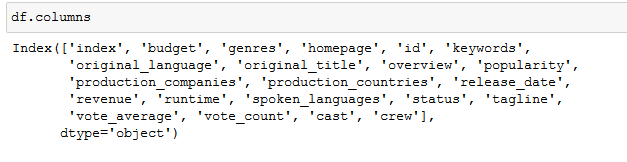 df.columns
Index(['index', 'budget', 'genres', 'homepage', 'id', 'keywords',
'original_language', 'original_title', 'overview', 'popularity',
'production_companies', 'production_countries', 'release_date',
'revenue', 'runtime', 'spoken_languages', 'status', 'tagline',
'vote_average', 'vote_count', 'cast', 'crew'],
dtype='object')